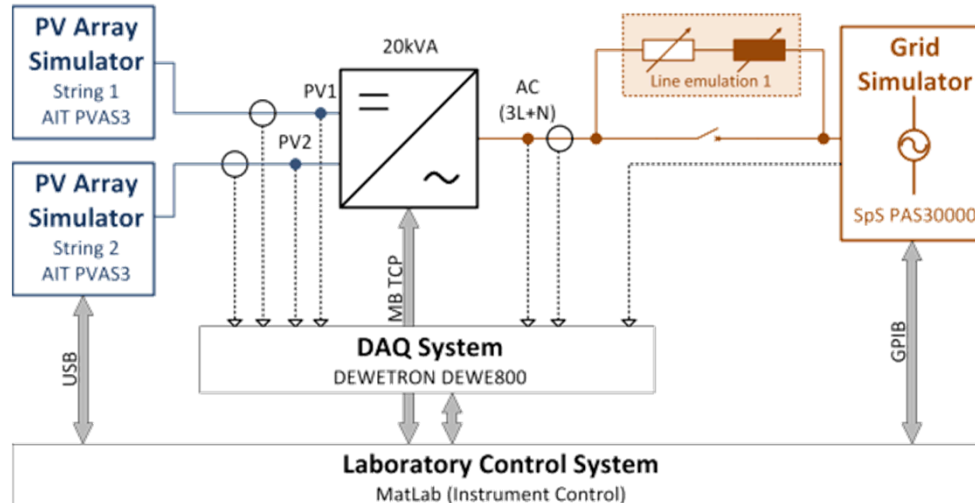 PV Array
Simulator
String 1
AIT PVAS3
PV Array
Simulator
String 2
AIT PVAS3
20kVA
PV1
PV2
AC
(3L+N)
Line emulation 1
Grid
Simulator
SpS PAS30000
MB TCP
DAQ System
DEWETRON DEWE800
USB
GPIB
Laboratory Control System
MatLab (Instrument Control)